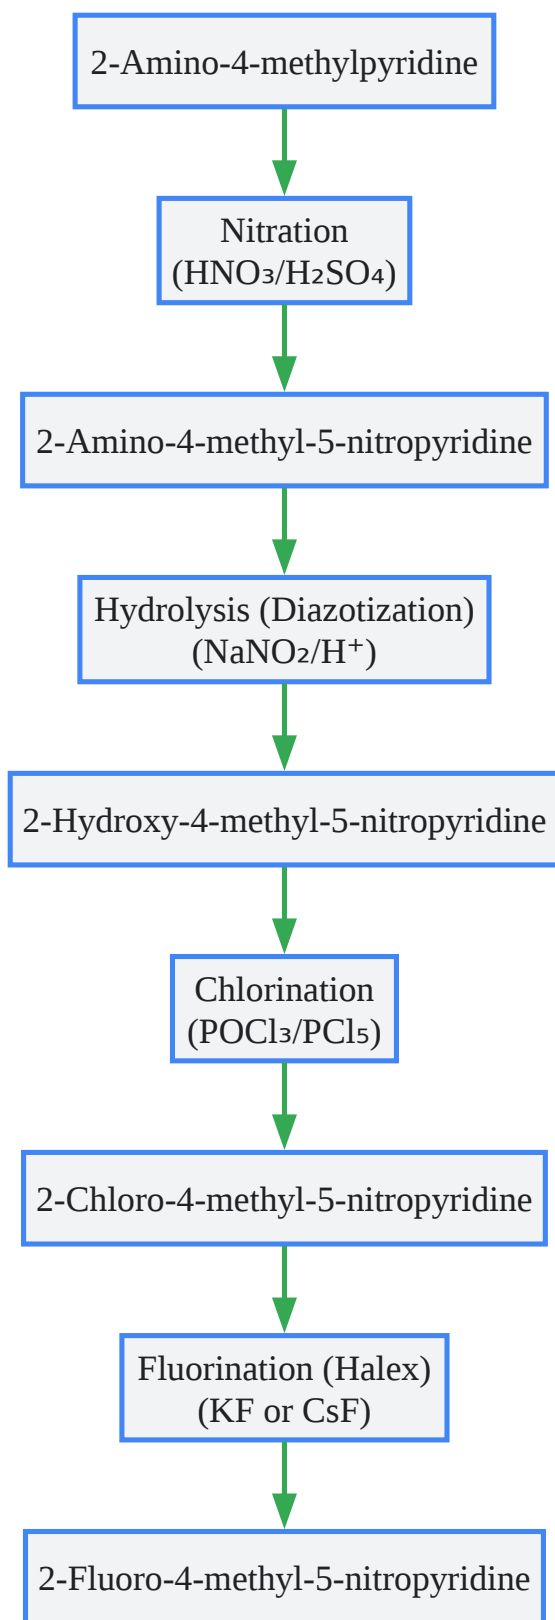 2-Amino-4-methylpyridine
Nitration
(HNO₃/H₂SO₄)
2-Amino-4-methyl-5-nitropyridine
Hydrolysis (Diazotization)
(NaNO₂/H⁺)
2-Hydroxy-4-methyl-5-nitropyridine
Chlorination
(POCl₃/PCl₅)
2-Chloro-4-methyl-5-nitropyridine
Fluorination (Halex)
(KF or CsF)
2-Fluoro-4-methyl-5-nitropyridine